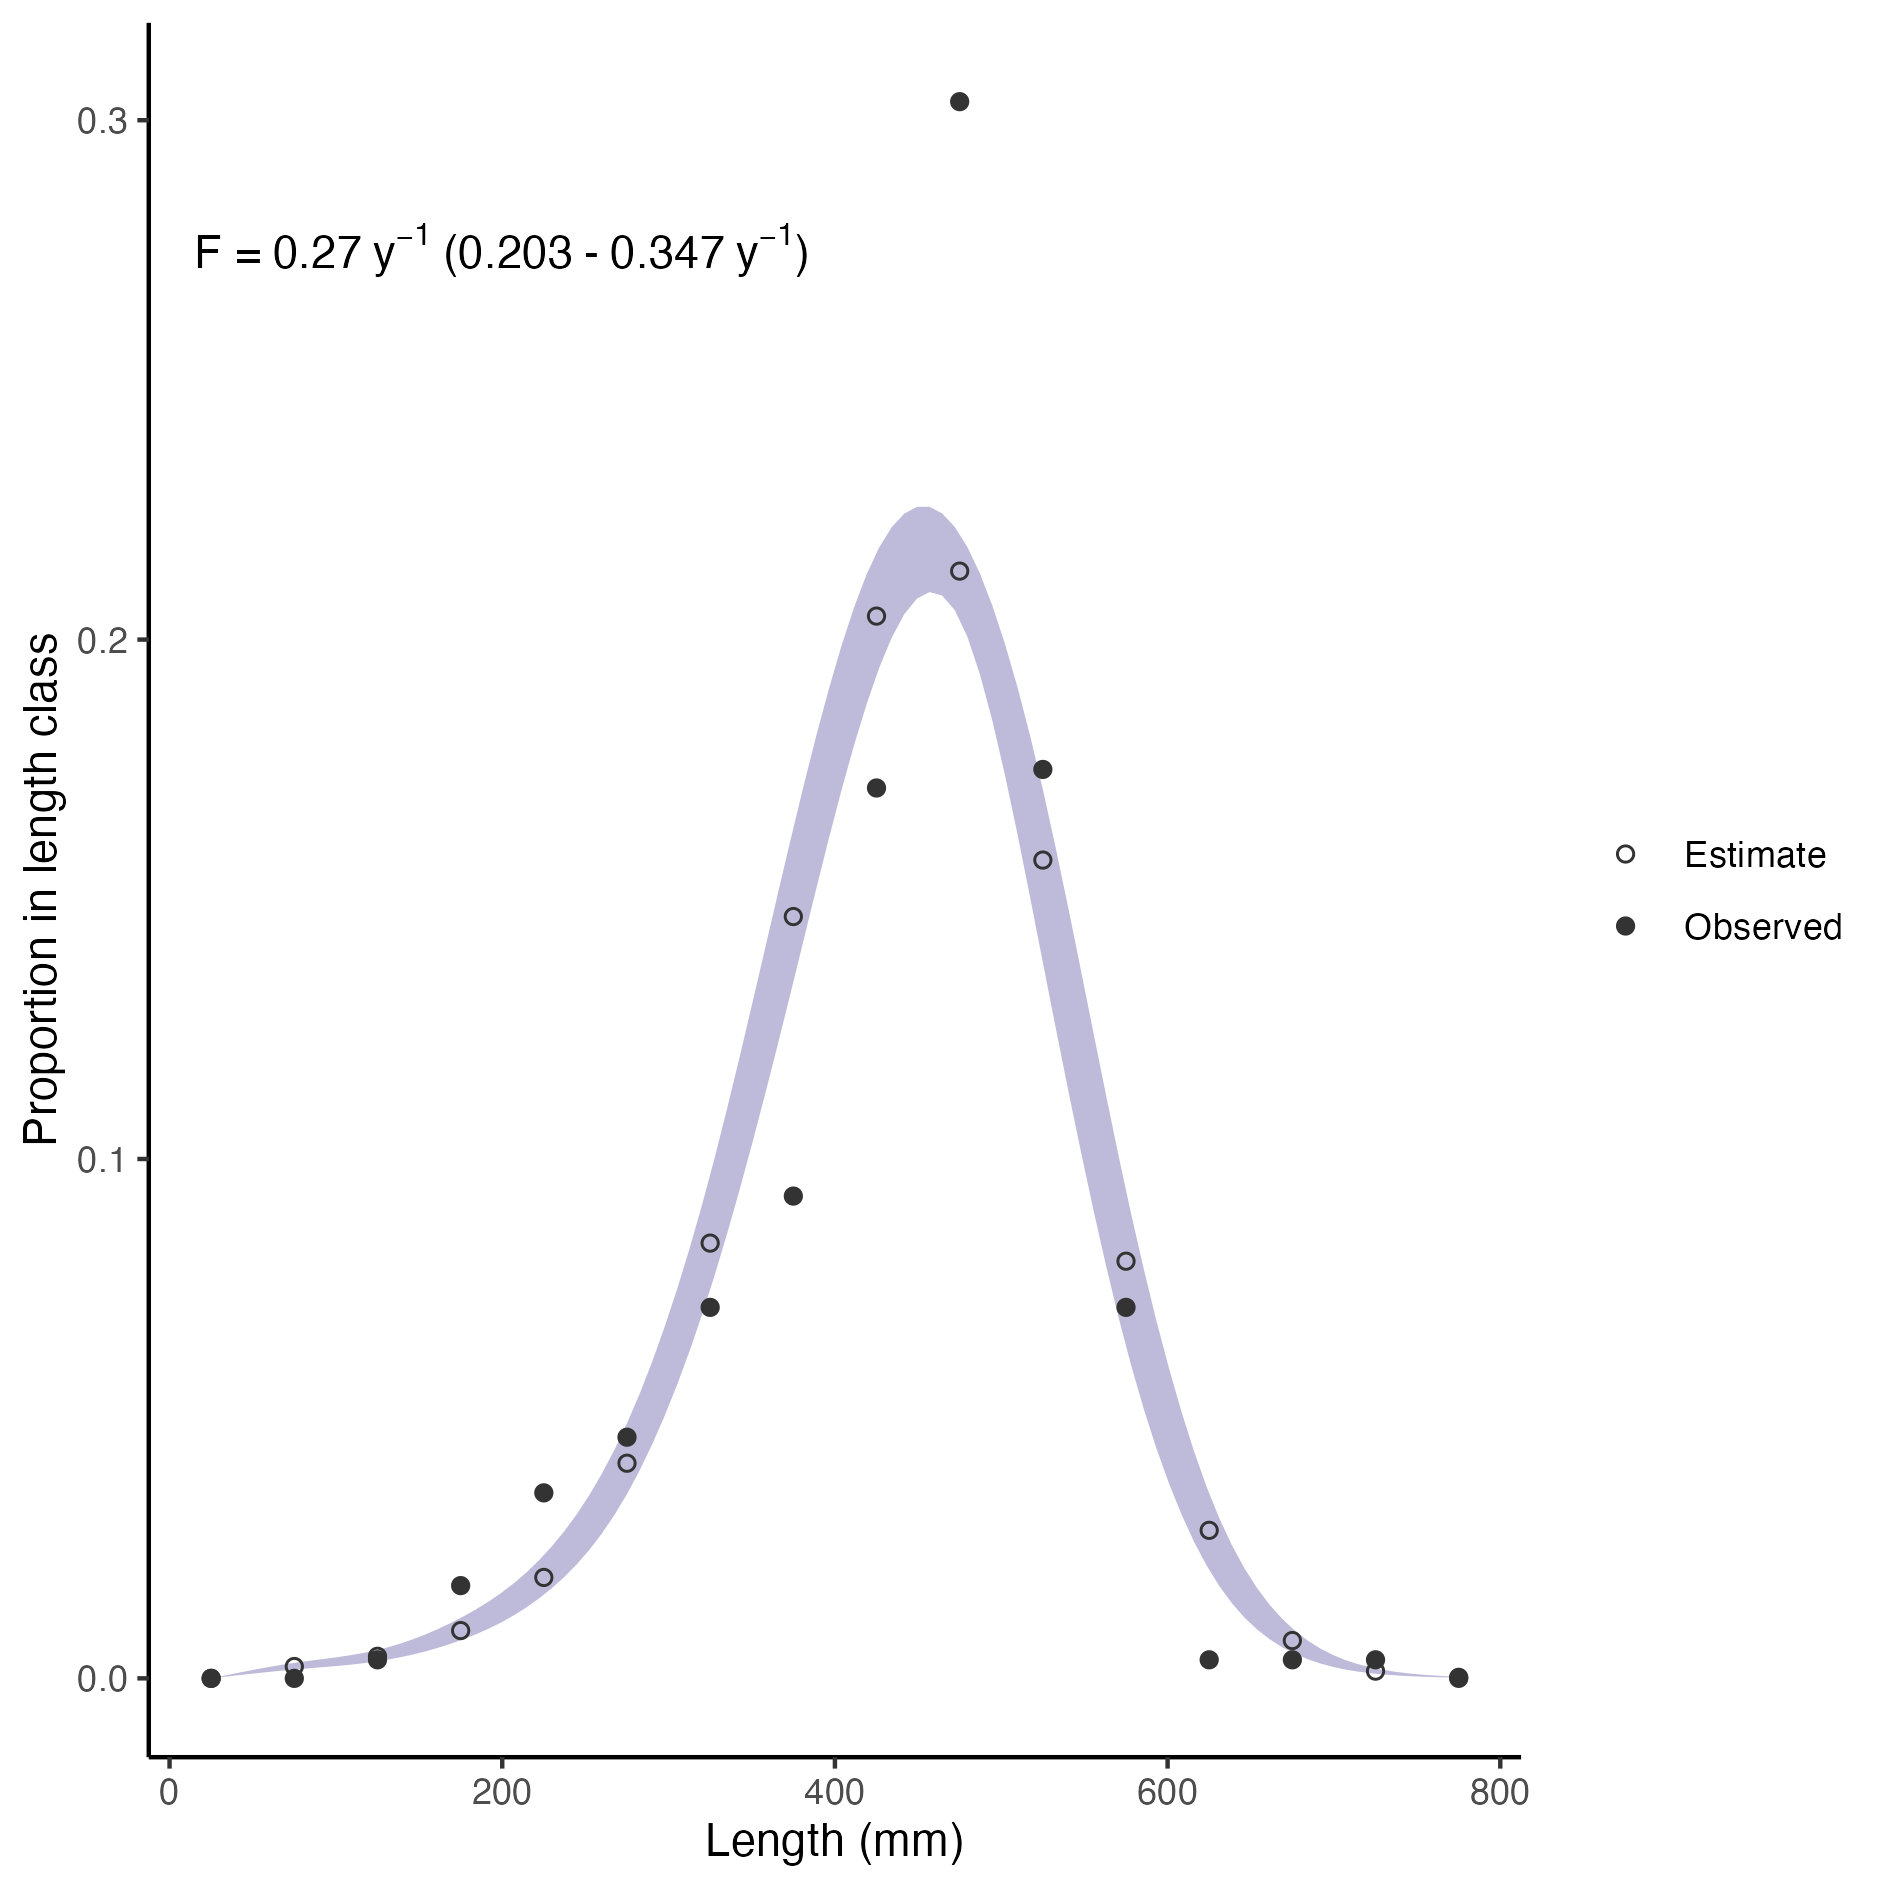 0.3
F = 0.27 y⁻¹ (0.203 - 0.347 y⁻¹)
0.2
0.1
0.0
Proportion in length class
0 200 400 600 800
Length (mm)
Estimate
Observed